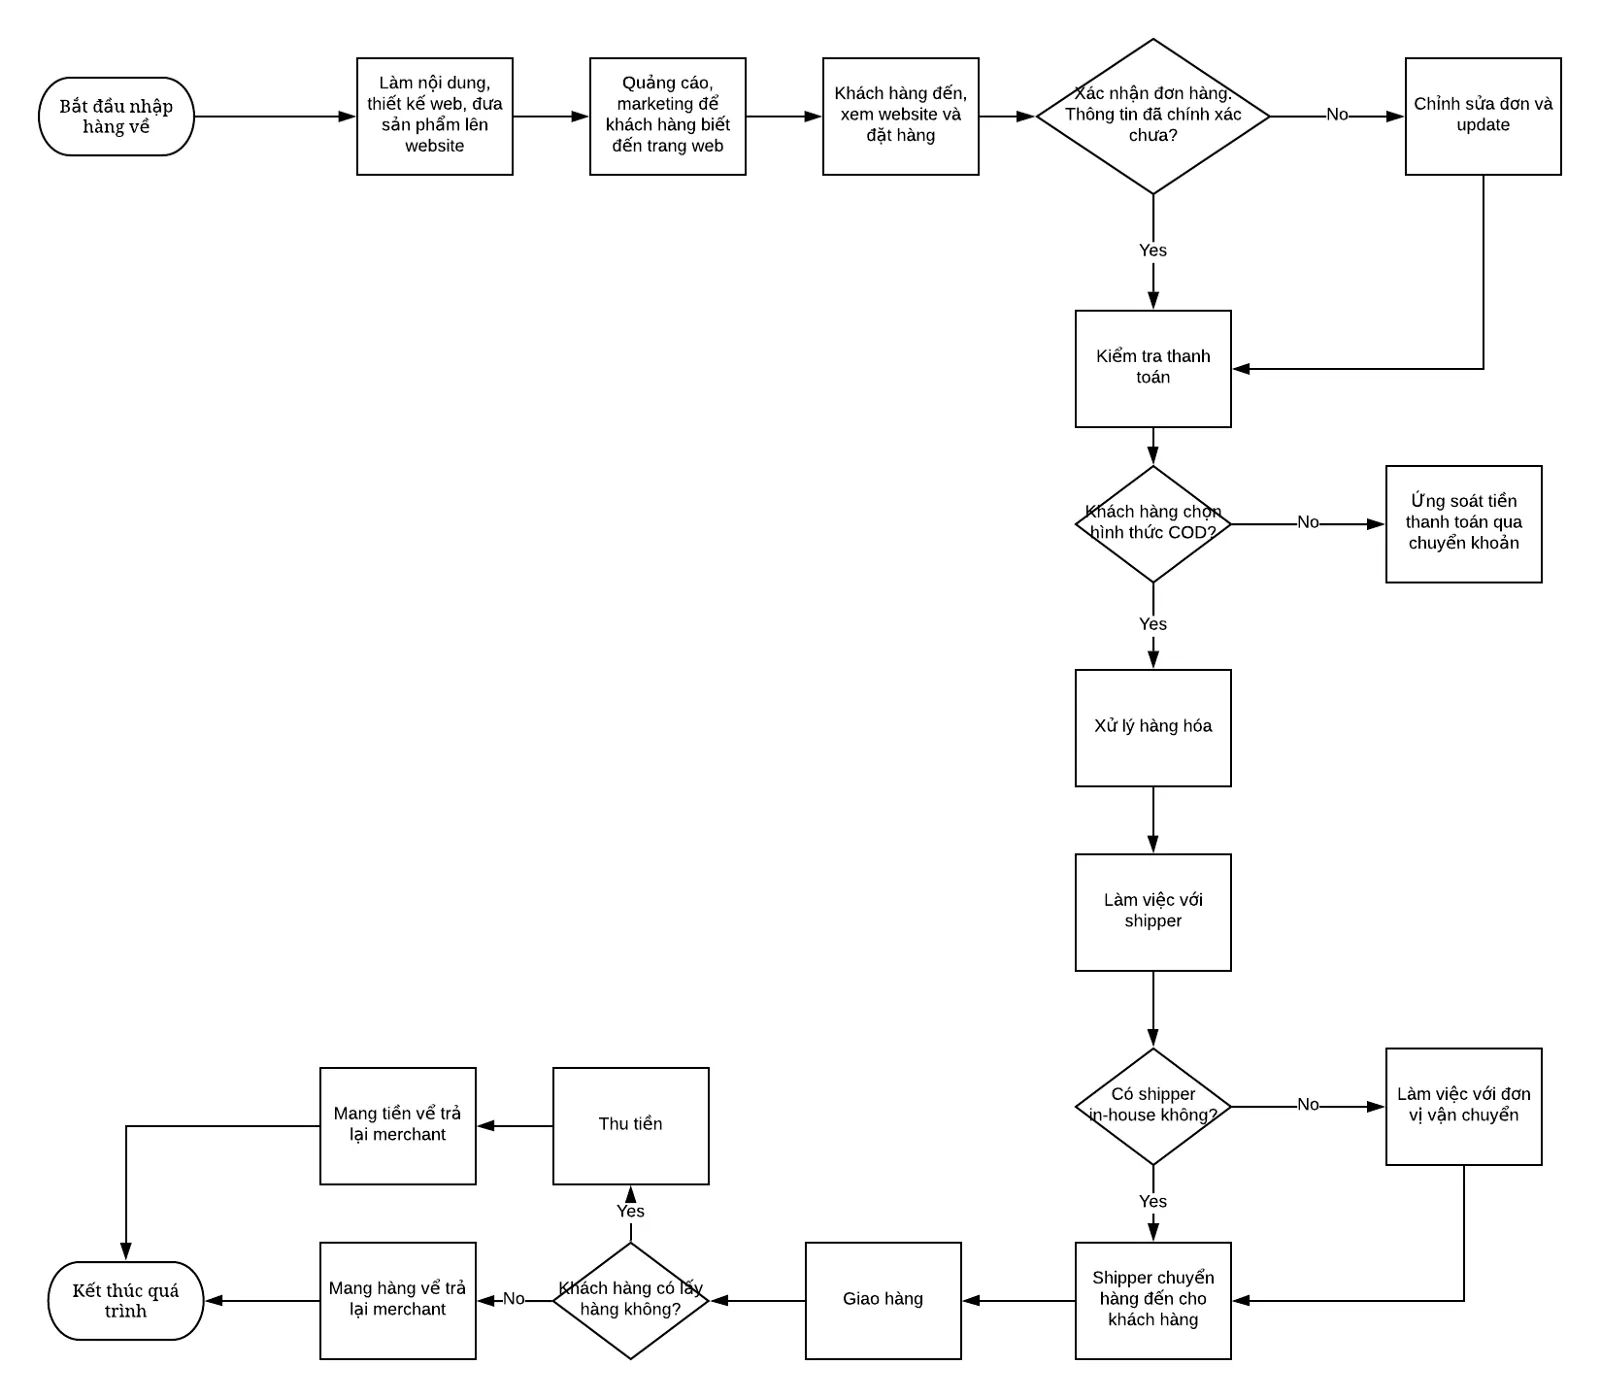 Bắt đầu nhập
hàng về
Làm nội dung,
thiết kế web, đưa
sản phẩm lên
website
Quảng cáo,
marketing để
khách hàng biết
đến trang web
Khách hàng đến,
xem website và
đặt hàng
Xác nhận đơn hàng.
Thông tin đã chính xác
chưa?
No
Chỉnh sửa đơn và
update
Yes
Kiểm tra thanh
toán
Khách hàng chọn
hình thức COD?
No
Ứng soát tiền
thanh toán qua
chuyển khoản
Yes
Xử lý hàng hóa
Làm việc với
shipper
Có shipper
in-house không?
No
Làm việc với đơn
vị vận chuyển
Yes
Shipper chuyển
hàng đến cho
khách hàng
Giao hàng
Khách hàng có lấy
hàng không?
Yes
Thu tiền
Mang tiền về trả
lại merchant
No
Mang hàng về trả
lại merchant
Kết thúc quá
trình